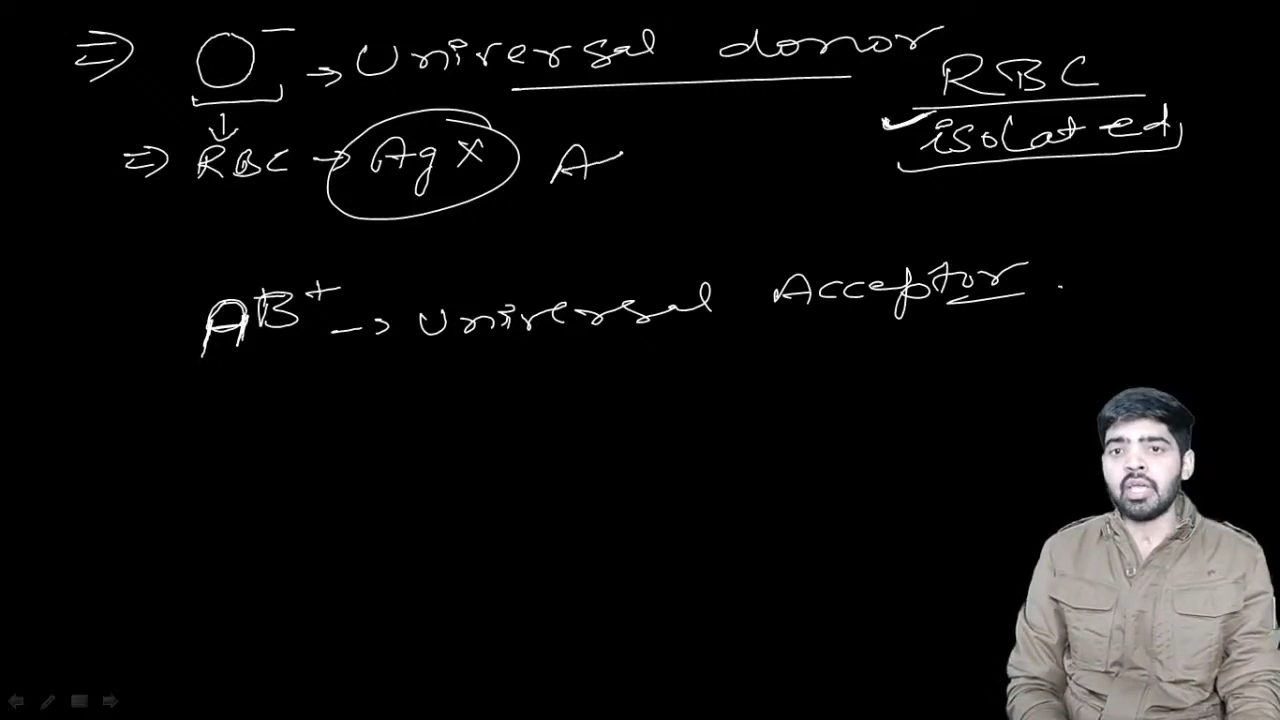 ⇒ O⁻ → Universal donor
RBC
isolated
⇒ RBC → Ag X A
AB⁺ → Universal Acceptor.